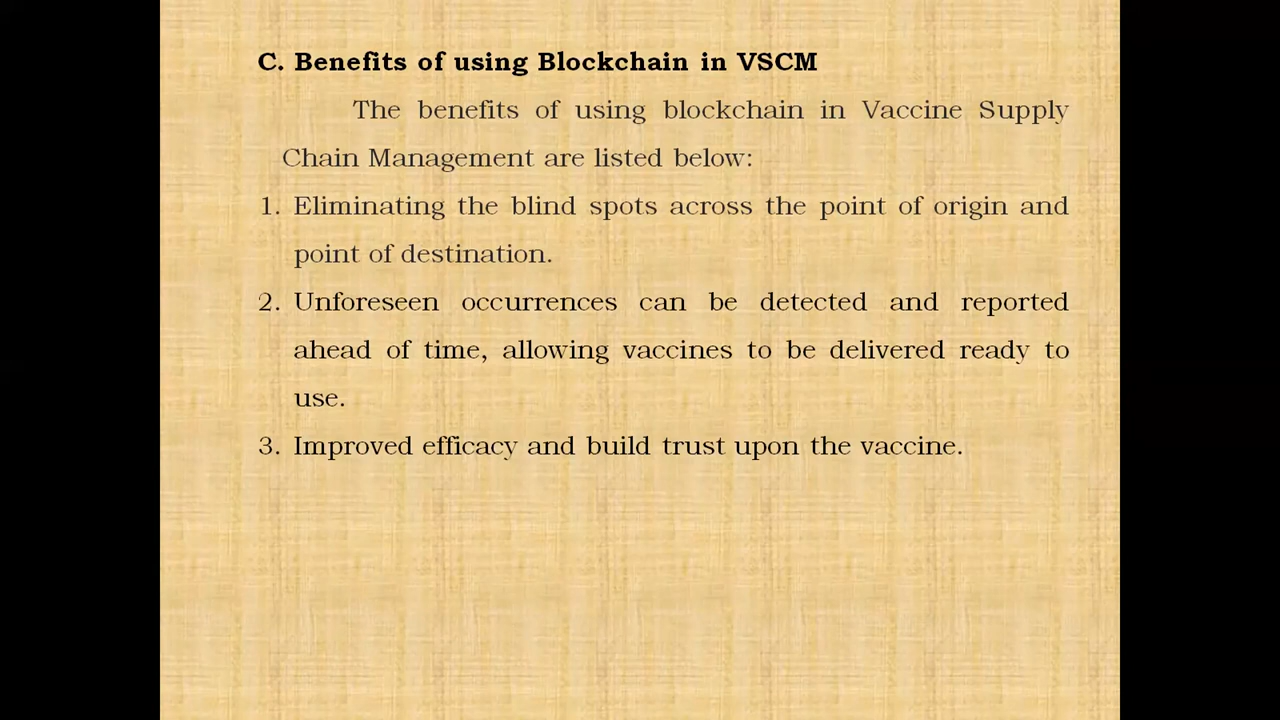 C. Benefits of using Blockchain in VSCM
The benefits of using blockchain in Vaccine Supply
Chain Management are listed below:
1. Eliminating the blind spots across the point of origin and
point of destination.
2. Unforeseen occurrences can be detected and reported
ahead of time, allowing vaccines to be delivered ready to
use.
3. Improved efficacy and build trust upon the vaccine.